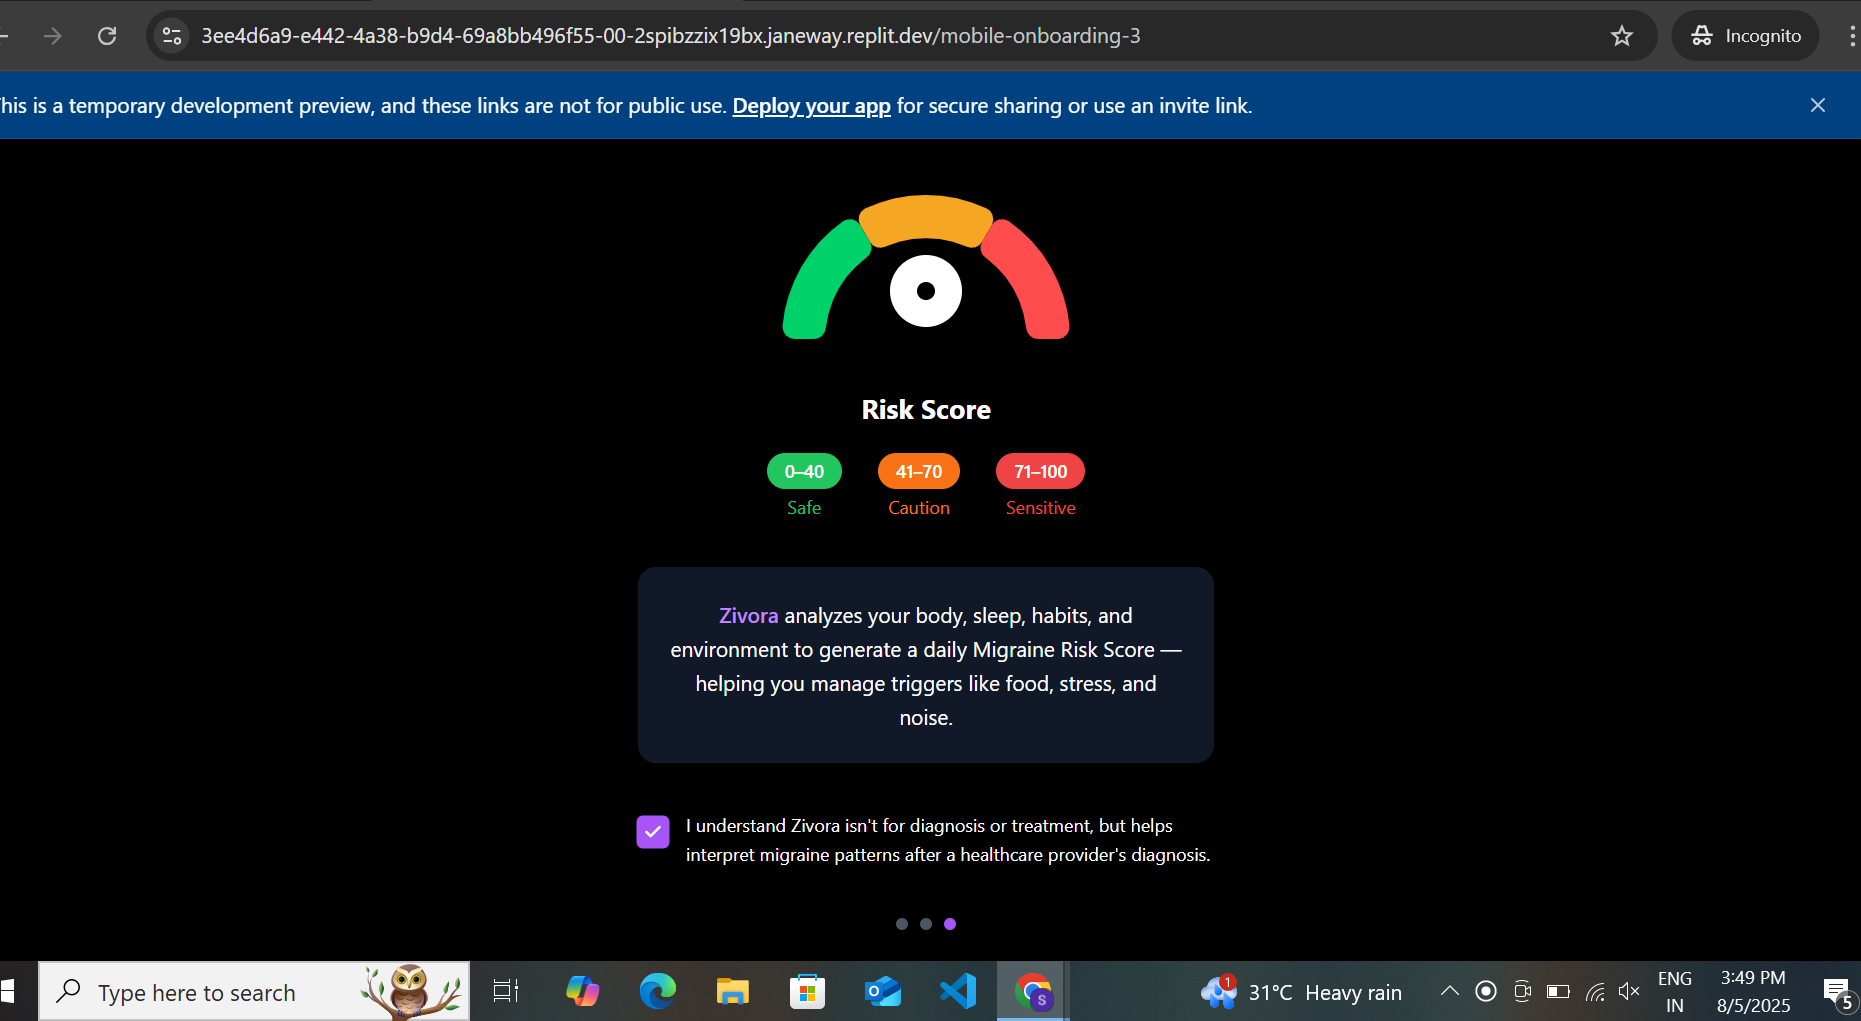 3ee4d6a9-e442-4a38-b9d4-69a8bb496f55-00-2spibzzix19bx.janeway.replit.dev/mobile-onboarding-3
Incognito
his is a temporary development preview, and these links are not for public use. Deploy your app for secure sharing or use an invite link.
Risk Score
0–40
41–70
71–100
Safe
Caution
Sensitive
Zivora analyzes your body, sleep, habits, and
environment to generate a daily Migraine Risk Score —
helping you manage triggers like food, stress, and
noise.
I understand Zivora isn't for diagnosis or treatment, but helps
interpret migraine patterns after a healthcare provider's diagnosis.
Type here to search
S
1
31°C Heavy rain
ENG
IN
3:49 PM
8/5/2025
5